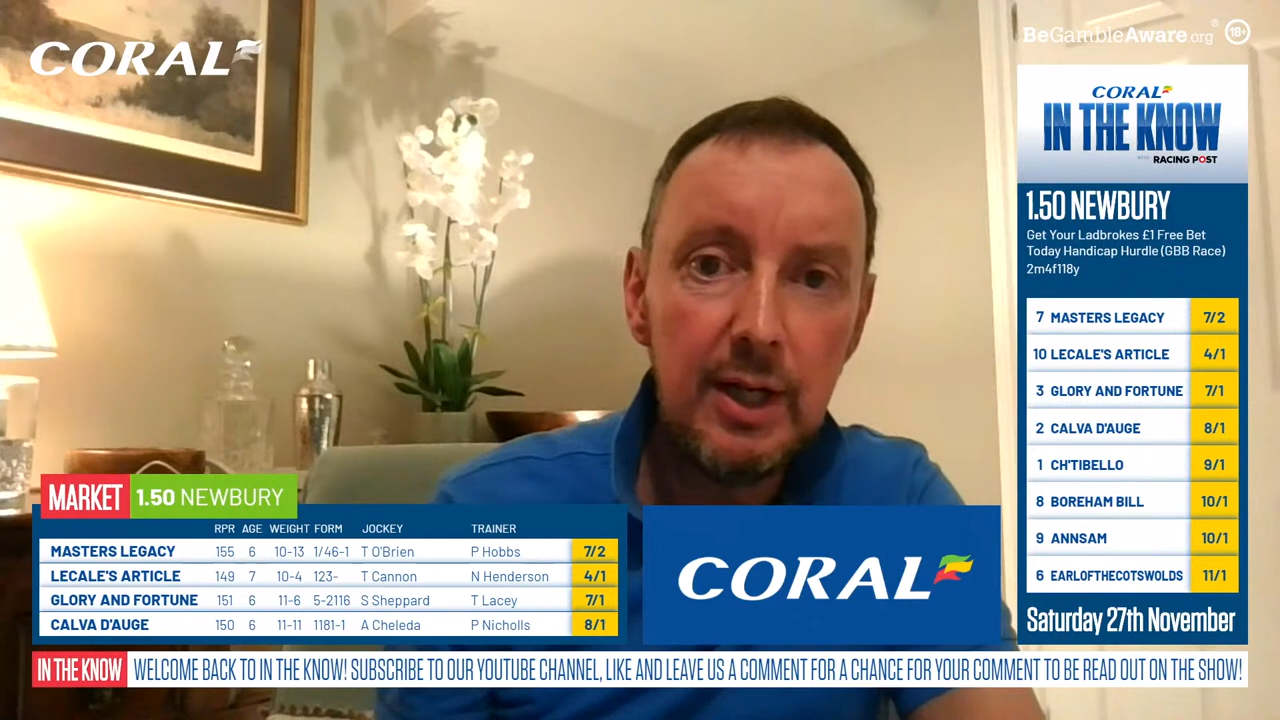 CORAL
BeGambleAware.org®
18+
CORAL
IN THE KNOW
WITH RACING POST
1.50 NEWBURY
Get Your Ladbrokes £1 Free Bet
Today Handicap Hurdle (GBB Race)
2m4f118y
7 MASTERS LEGACY 7/2
10 LECALE'S ARTICLE 4/1
3 GLORY AND FORTUNE 7/1
2 CALVA D'AUGE 8/1
1 CH'TIBELLO 9/1
8 BOREHAM BILL 10/1
9 ANNSAM 10/1
6 EARLOFTHECOTSWOLDS 11/1
Saturday 27th November
MARKET 1.50 NEWBURY
RPR AGE WEIGHT FORM JOCKEY TRAINER
MASTERS LEGACY 155 6 10-13 1/46-1 T O'Brien P Hobbs 7/2
LECALE'S ARTICLE 149 7 10-4 123- T Cannon N Henderson 4/1
GLORY AND FORTUNE 151 6 11-6 5-2116 S Sheppard T Lacey 7/1
CALVA D'AUGE 150 6 11-11 1181-1 A Cheleda P Nicholls 8/1
CORAL
IN THE KNOW WELCOME BACK TO IN THE KNOW! SUBSCRIBE TO OUR YOUTUBE CHANNEL, LIKE AND LEAVE US A COMMENT FOR A CHANCE FOR YOUR COMMENT TO BE READ OUT ON THE SHOW!